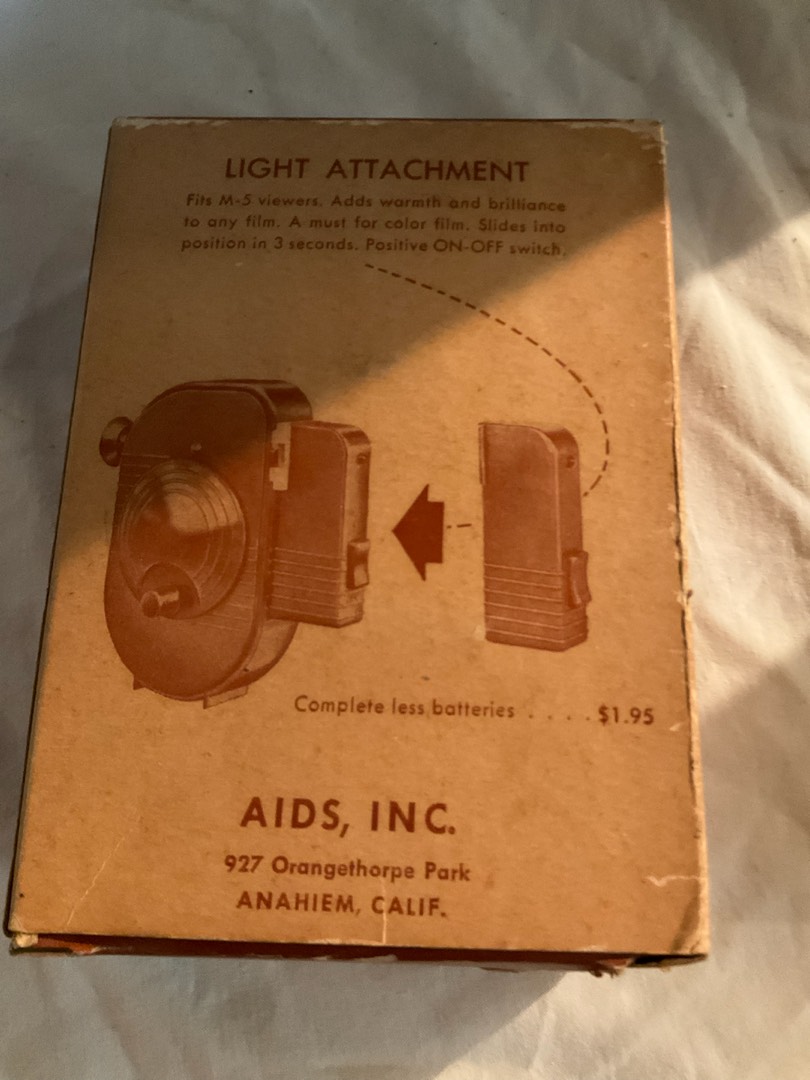 LIGHT ATTACHMENT
Fits M-5 viewers. Adds warmth and brilliance
to any film. A must for color film. Slides into
position in 3 seconds. Positive ON-OFF switch.
Complete less batteries . . . . $1.95
AIDS, INC.
927 Orangethorpe Park
ANAHIEM, CALIF.